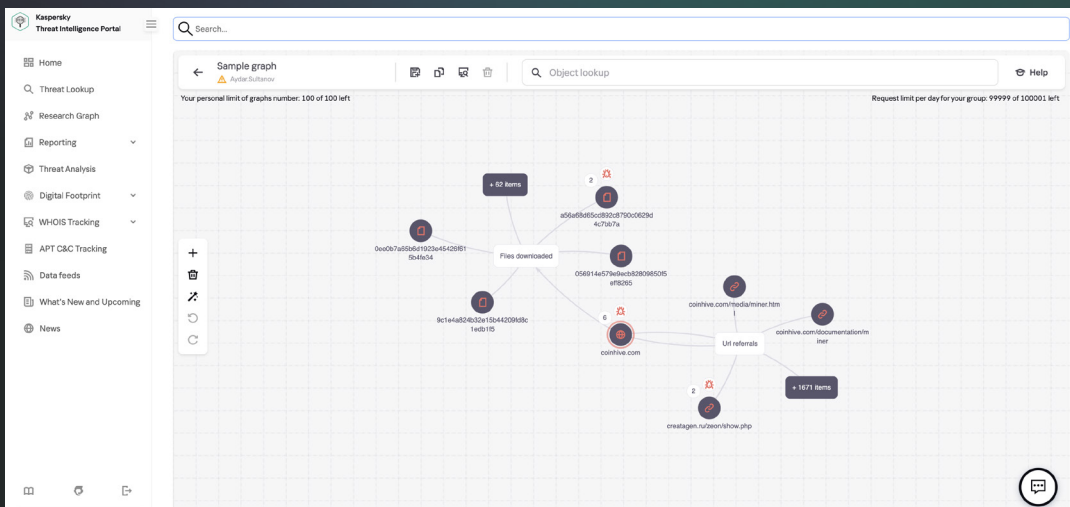 Kaspersky
Threat Intelligence Portal
Search...
Home
Threat Lookup
Research Graph
Reporting
Threat Analysis
Digital Footprint
WHOIS Tracking
APT C&C Tracking
Data feeds
What's New and Upcoming
News
Sample graph
Aydar.Sultanov
Object lookup
Help
Your personal limit of graphs number: 100 of 100 left
Request limit per day for your group: 99999 of 100001 left
+ 62 items
2
a56a68d65cd892c8790c0629d
4c7bb7a
0ee0b7a65b6d1923e45426f61
5b4fe34
Files downloaded
056914e579e9ecb82809850f5
eff8265
9c1e4a824b32e15b44209fd8c
1edb1f5
6
coinhive.com
coinhive.com/media/miner.htm
l
coinhive.com/documentation/m
iner
Url referrals
+ 1671 items
2
creatagen.ru/zeon/show.php